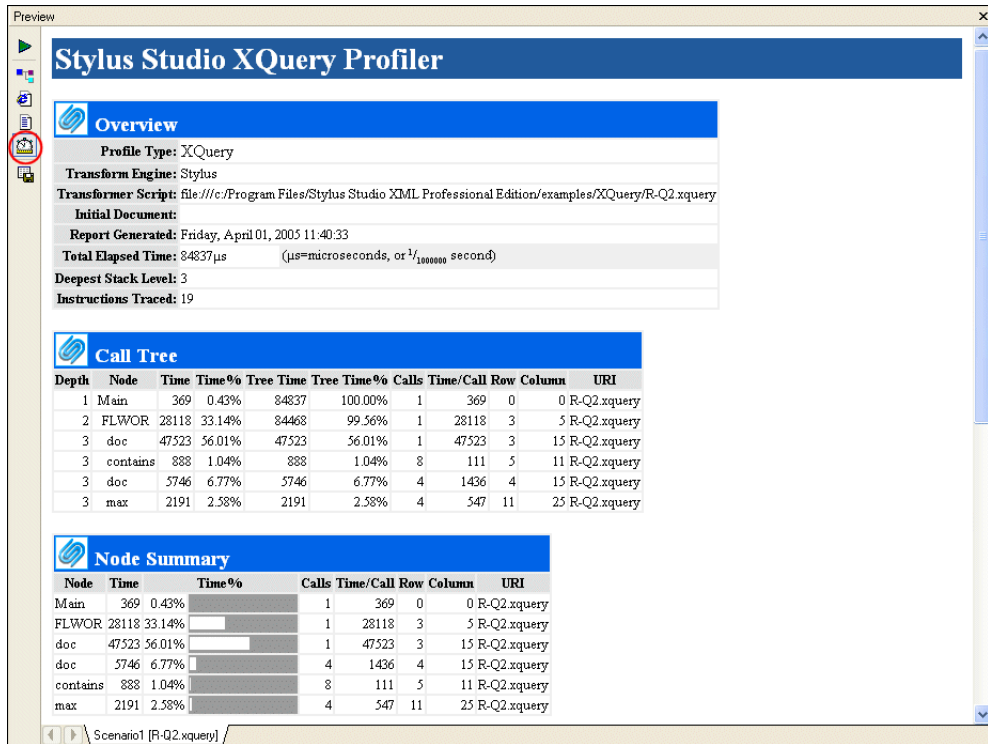 Preview
Stylus Studio XQuery Profiler
Overview
Profile Type: XQuery
Transform Engine: Stylus
Transformer Script: file:///c:/Program Files/Stylus Studio XML Professional Edition/examples/XQuery/R-Q2.xquery
Initial Document:
Report Generated: Friday, April 01, 2005 11:40:33
Total Elapsed Time: 84837µs (µs=microseconds, or 1/1000000 second)
Deepest Stack Level: 3
Instructions Traced: 19
Call Tree
Depth Node Time Time% Tree Time Tree Time% Calls Time/Call Row Column URI
1 Main 369 0.43% 84837 100.00% 1 369 0 0 R-Q2.xquery
2 FLWOR 28118 33.14% 84468 99.56% 1 28118 3 5 R-Q2.xquery
3 doc 47523 56.01% 47523 56.01% 1 47523 3 15 R-Q2.xquery
3 contains 888 1.04% 888 1.04% 8 111 5 11 R-Q2.xquery
3 doc 5746 6.77% 5746 6.77% 4 1436 4 15 R-Q2.xquery
3 max 2191 2.58% 2191 2.58% 4 547 11 25 R-Q2.xquery
Node Summary
Node Time Time% Calls Time/Call Row Column URI
Main 369 0.43% 1 369 0 0 R-Q2.xquery
FLWOR 28118 33.14% 1 28118 3 5 R-Q2.xquery
doc 47523 56.01% 1 47523 3 15 R-Q2.xquery
doc 5746 6.77% 4 1436 4 15 R-Q2.xquery
contains 888 1.04% 8 111 5 11 R-Q2.xquery
max 2191 2.58% 4 547 11 25 R-Q2.xquery
Scenario1 [R-Q2.xquery]